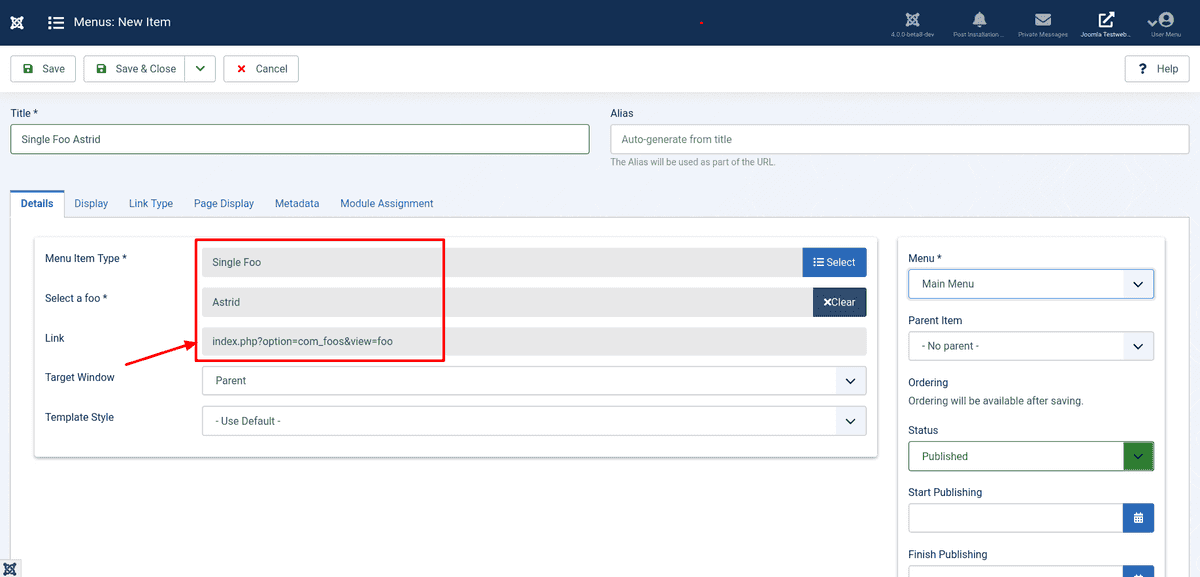 Menus: New Item
4.0.0-beta8-dev
Post Installation ...
Private Messages
Joomla Testweb...
User Menu
Save
Save & Close
Cancel
? Help
Title *
Alias
Single Foo Astrid
Auto-generate from title
The Alias will be used as part of the URL.
Details
Display
Link Type
Page Display
Metadata
Module Assignment
Menu Item Type *
Single Foo
Select
Select a foo *
Astrid
Clear
Link
index.php?option=com_foos&view=foo
Target Window
Parent
Template Style
- Use Default -
Menu *
Main Menu
Parent Item
- No parent -
Ordering
Ordering will be available after saving.
Status
Published
Start Publishing
Finish Publishing